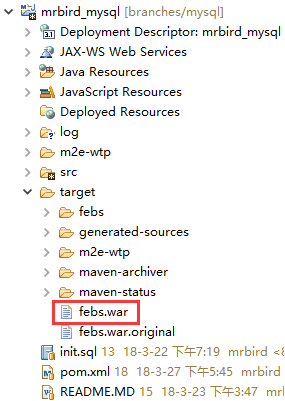 mrbird_mysql [branches/mysql]
Deployment Descriptor: mrbird_mysql
JAX-WS Web Services
Java Resources
JavaScript Resources
Deployed Resources
log
m2e-wtp
src
target
febs
generated-sources
m2e-wtp
maven-archiver
maven-status
febs.war
febs.war.original
init.sql 13 18-3-22 下午7:19 mrbird <8
pom.xml 18 18-3-27 下午5:45 mrbird
README.MD 15 18-3-23 下午3:47 mrbird